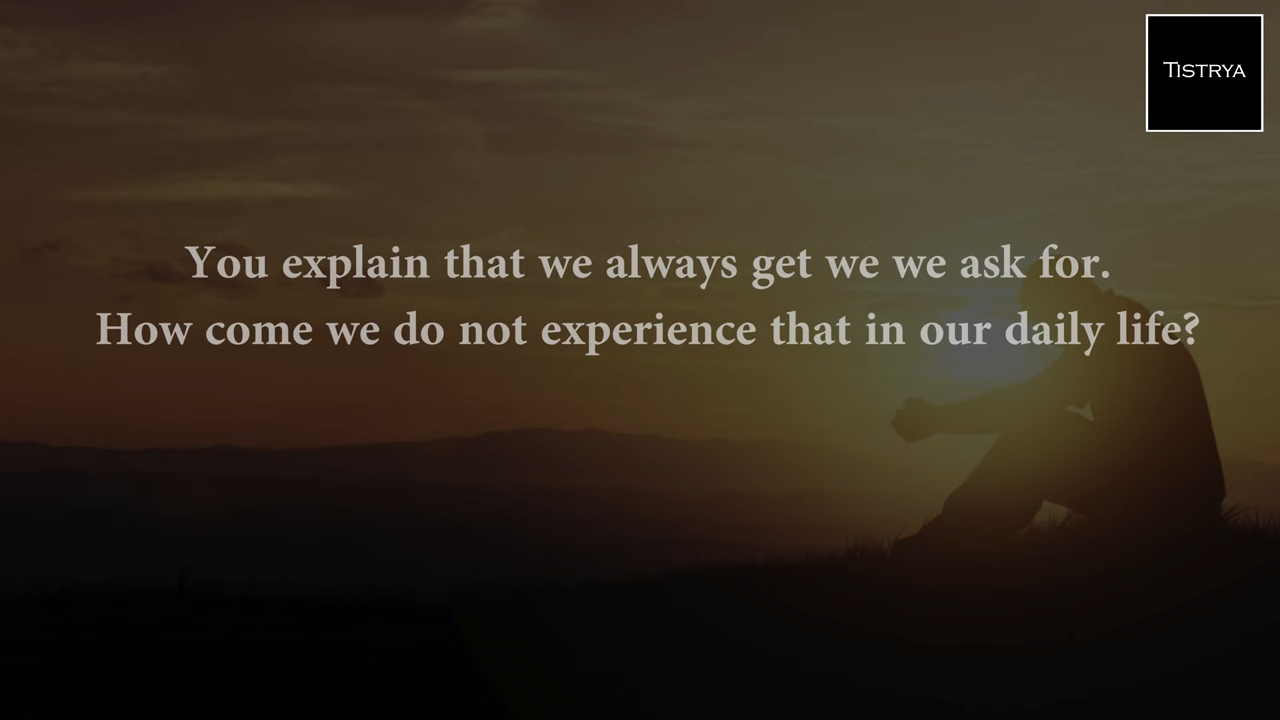 TISTRYA
You explain that we always get we we ask for.
How come we do not experience that in our daily life?